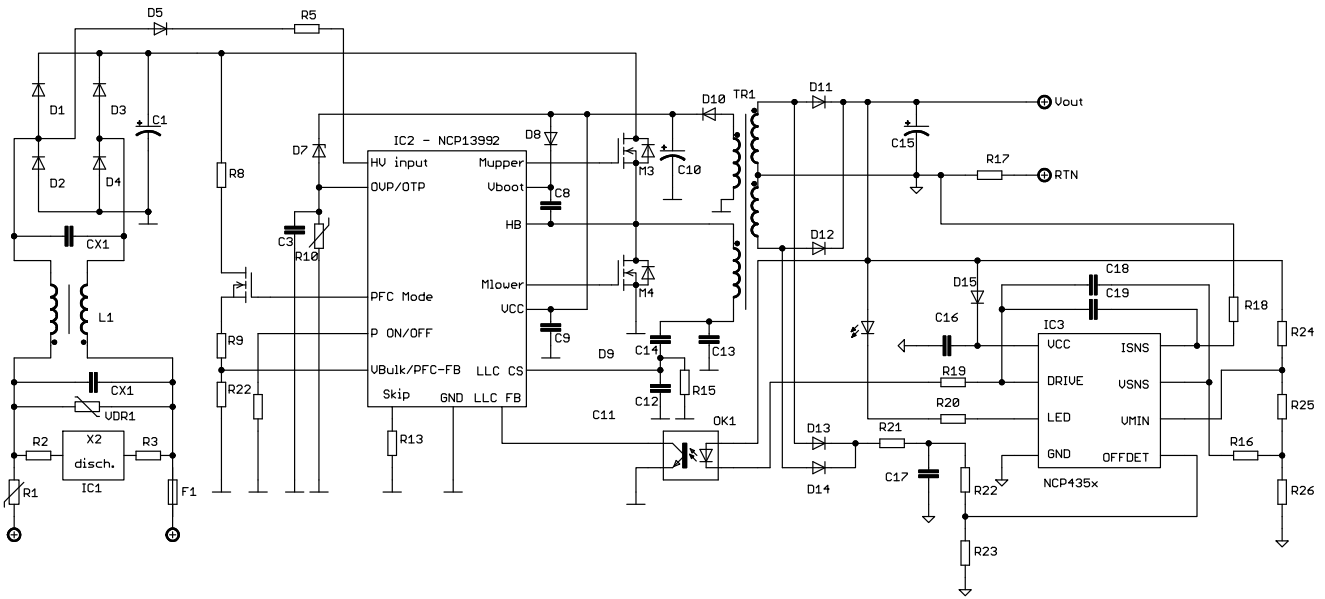 D5
R5
D1
D3
C1
D2
D4
CX1
L1
CX1
VDR1
R2
X2
disch.
R3
IC1
R1
F1
R8
R9
R22
D7
C3
R10
IC2 - NCP13992
HV input
OVP/OTP
PFC Mode
P ON/OFF
VBulk/PFC-FB
Skip
GND
LLC FB
Mupper
Vboot
HB
Mlower
VCC
LLC CS
R13
D8
C8
C9
M3
M4
C10
D10
TR1
D9
C14
C13
C12
R15
C11
OK1
D11
D12
C15
Vout
R17
RTN
D15
C18
C19
R18
C16
IC3
VCC
DRIVE
LED
GND
ISNS
VSNS
VMIN
OFFDET
NCP435x
R19
R20
D13
D14
R21
C17
R22
R23
R16
R24
R25
R26